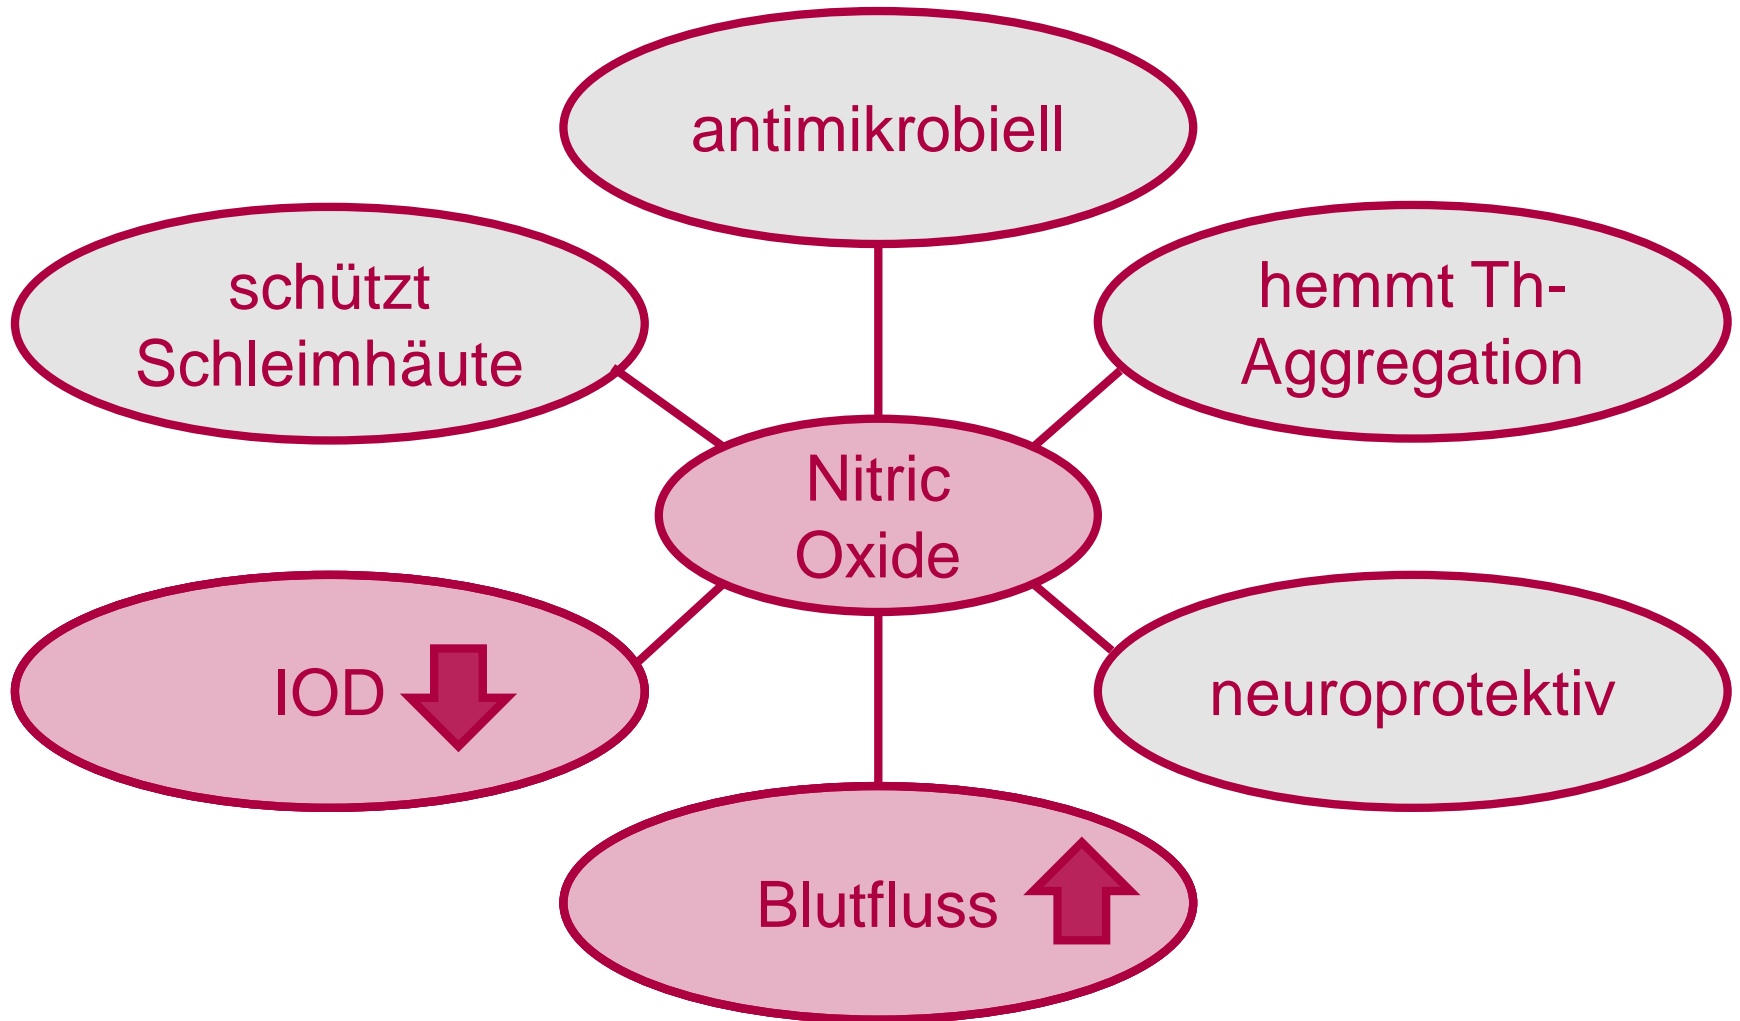 antimikrobiell
schützt
Schleimhäute
hemmt Th-
Aggregation
Nitric
Oxide
IOD
neuroprotektiv
Blutfluss